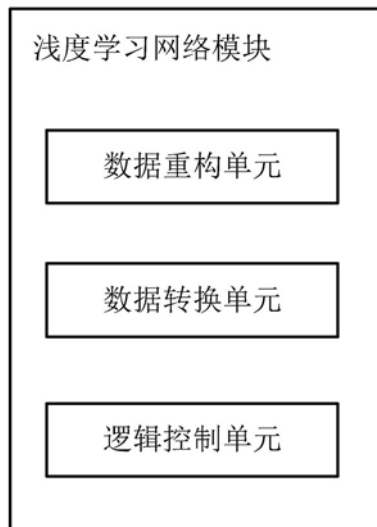 浅度学习网络模块
数据重构单元
数据转换单元
逻辑控制单元